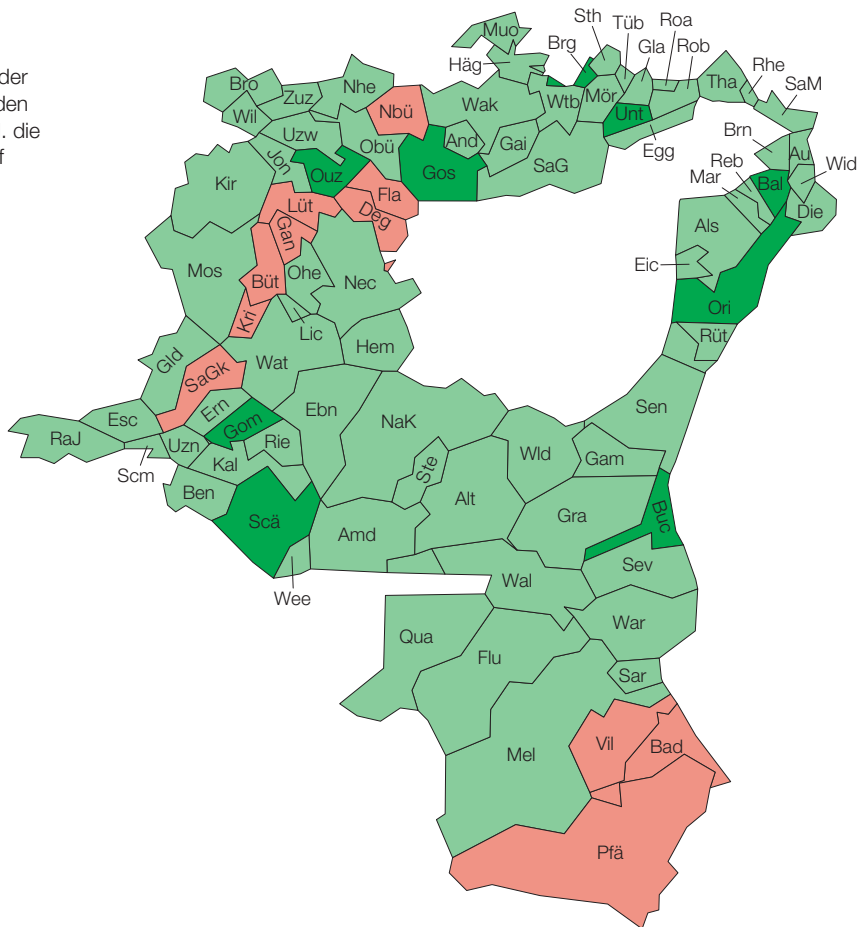 der
den
. die
f
Muo
Häg
Brg
Sth
Tüb
Gla
Roa
Rob
Tha
Rhe
SaM
Bro
Zuz
Nhe
Nbü
Wak
Wtb
Mör
Unt
Wil
Uzw
Obü
And
Gai
SaG
Egg
Brn
Au
Wid
Jon
Ouz
Gos
Reb
Mar
Bal
Die
Kir
Lüt
Fla
Deg
Als
Gan
Eic
Mos
Büt
Ohe
Nec
Ori
Kri
Lic
Rüt
Gld
Wat
Hem
SaGk
Ern
Ebn
NaK
Sen
Esc
Gom
RaJ
Uzn
Rie
Scm
Kal
Ste
Wld
Gam
Ben
Alt
Scä
Gra
Buc
Amd
Wee
Wal
Sev
Qua
War
Flu
Sar
Mel
Vil
Bad
Pfä